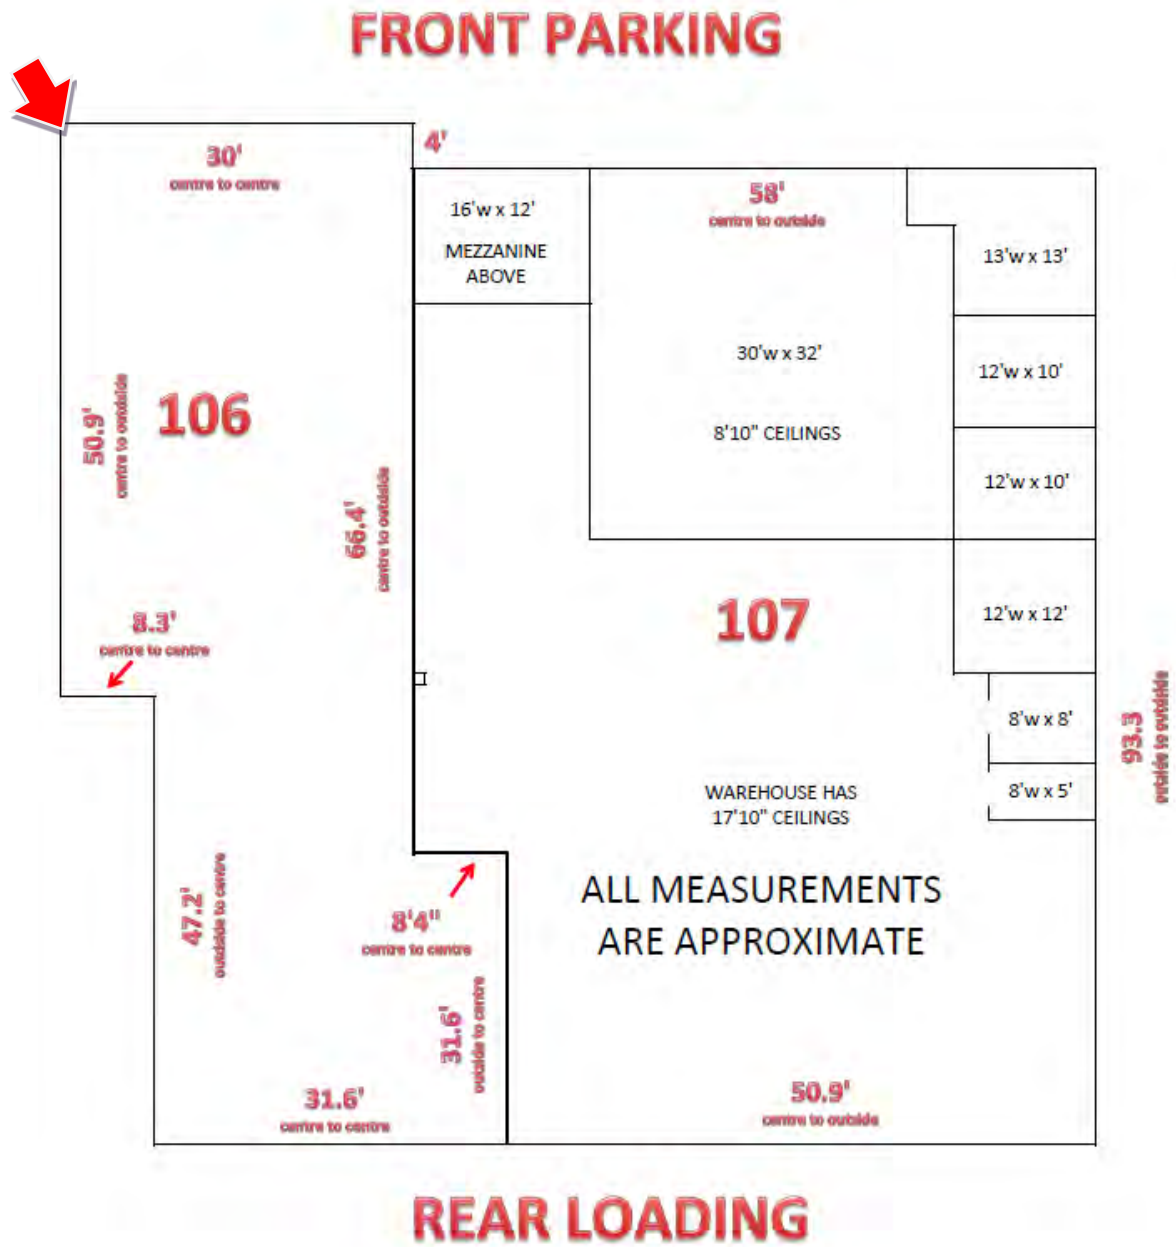 FRONT PARKING
30'
centre to centre
4'
16'w x 12'
MEZZANINE
ABOVE
58'
centre to outside
13'w x 13'
30'w x 32'
8'10" CEILINGS
12'w x 10'
12'w x 10'
50.9'
centre to outdside
106
66.4'
centre to outdside
107
12'w x 12'
8.3'
centre to centre
8'w x 8'
8'w x 5'
93.3
outside to outside
WAREHOUSE HAS
17'10" CEILINGS
ALL MEASUREMENTS
ARE APPROXIMATE
47.2'
outdside to centre
8'4"
centre to centre
31.6'
outside to centre
31.6'
centre to centre
50.9'
centre to outside
REAR LOADING